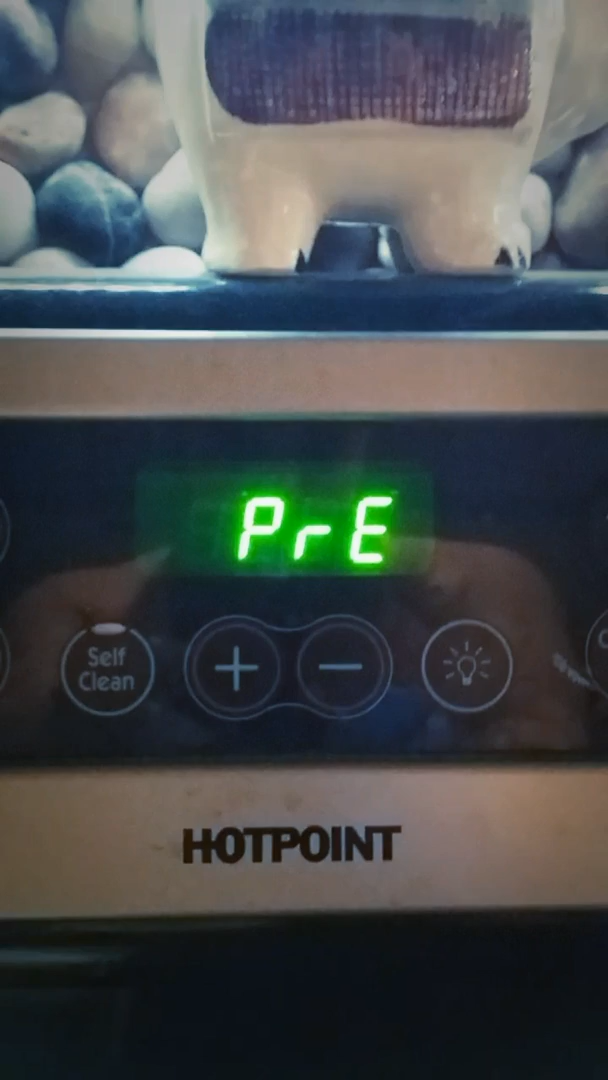 PrE
Self
Clean
+
−
HOTPOINT